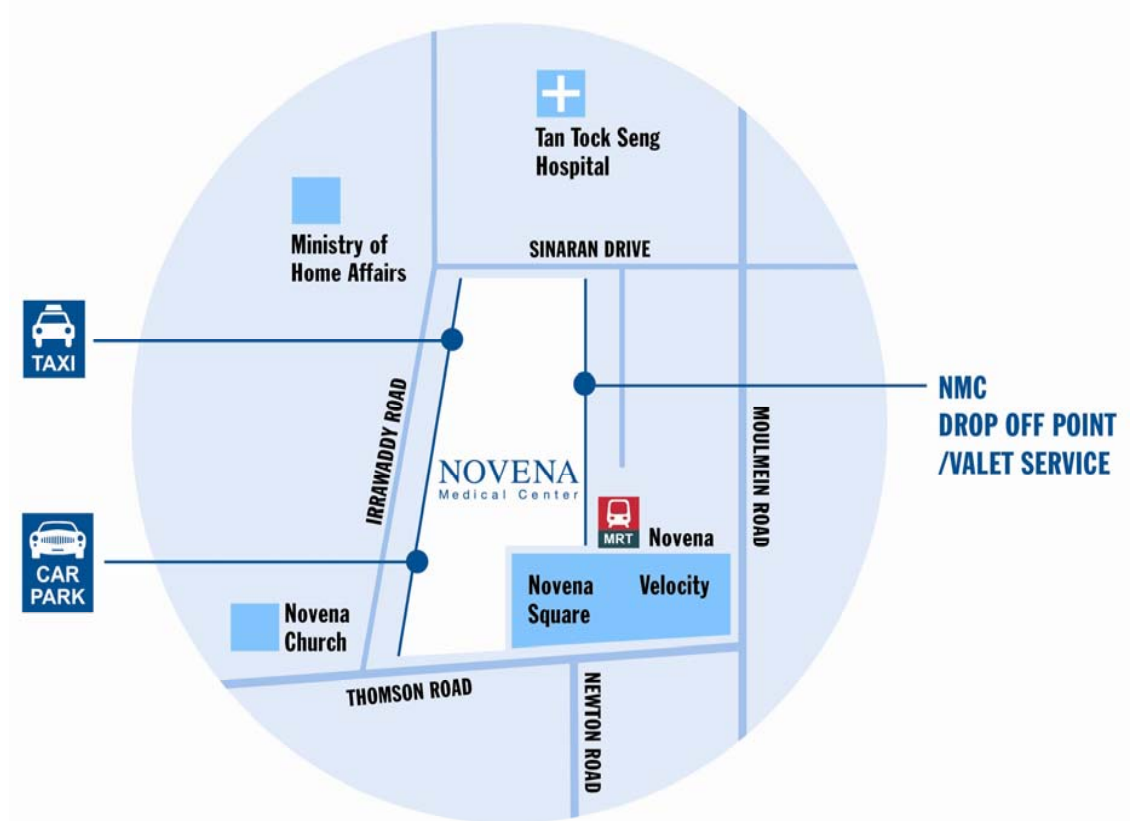 Tan Tock Seng
Hospital
Ministry of
Home Affairs
SINARAN DRIVE
TAXI
NMC
DROP OFF POINT
/VALET SERVICE
IRRAWADDY ROAD
MOULMEIN ROAD
NOVENA
Medical Center
CAR
PARK
MRT Novena
Novena Velocity
Square
Novena
Church
THOMSON ROAD
NEWTON ROAD